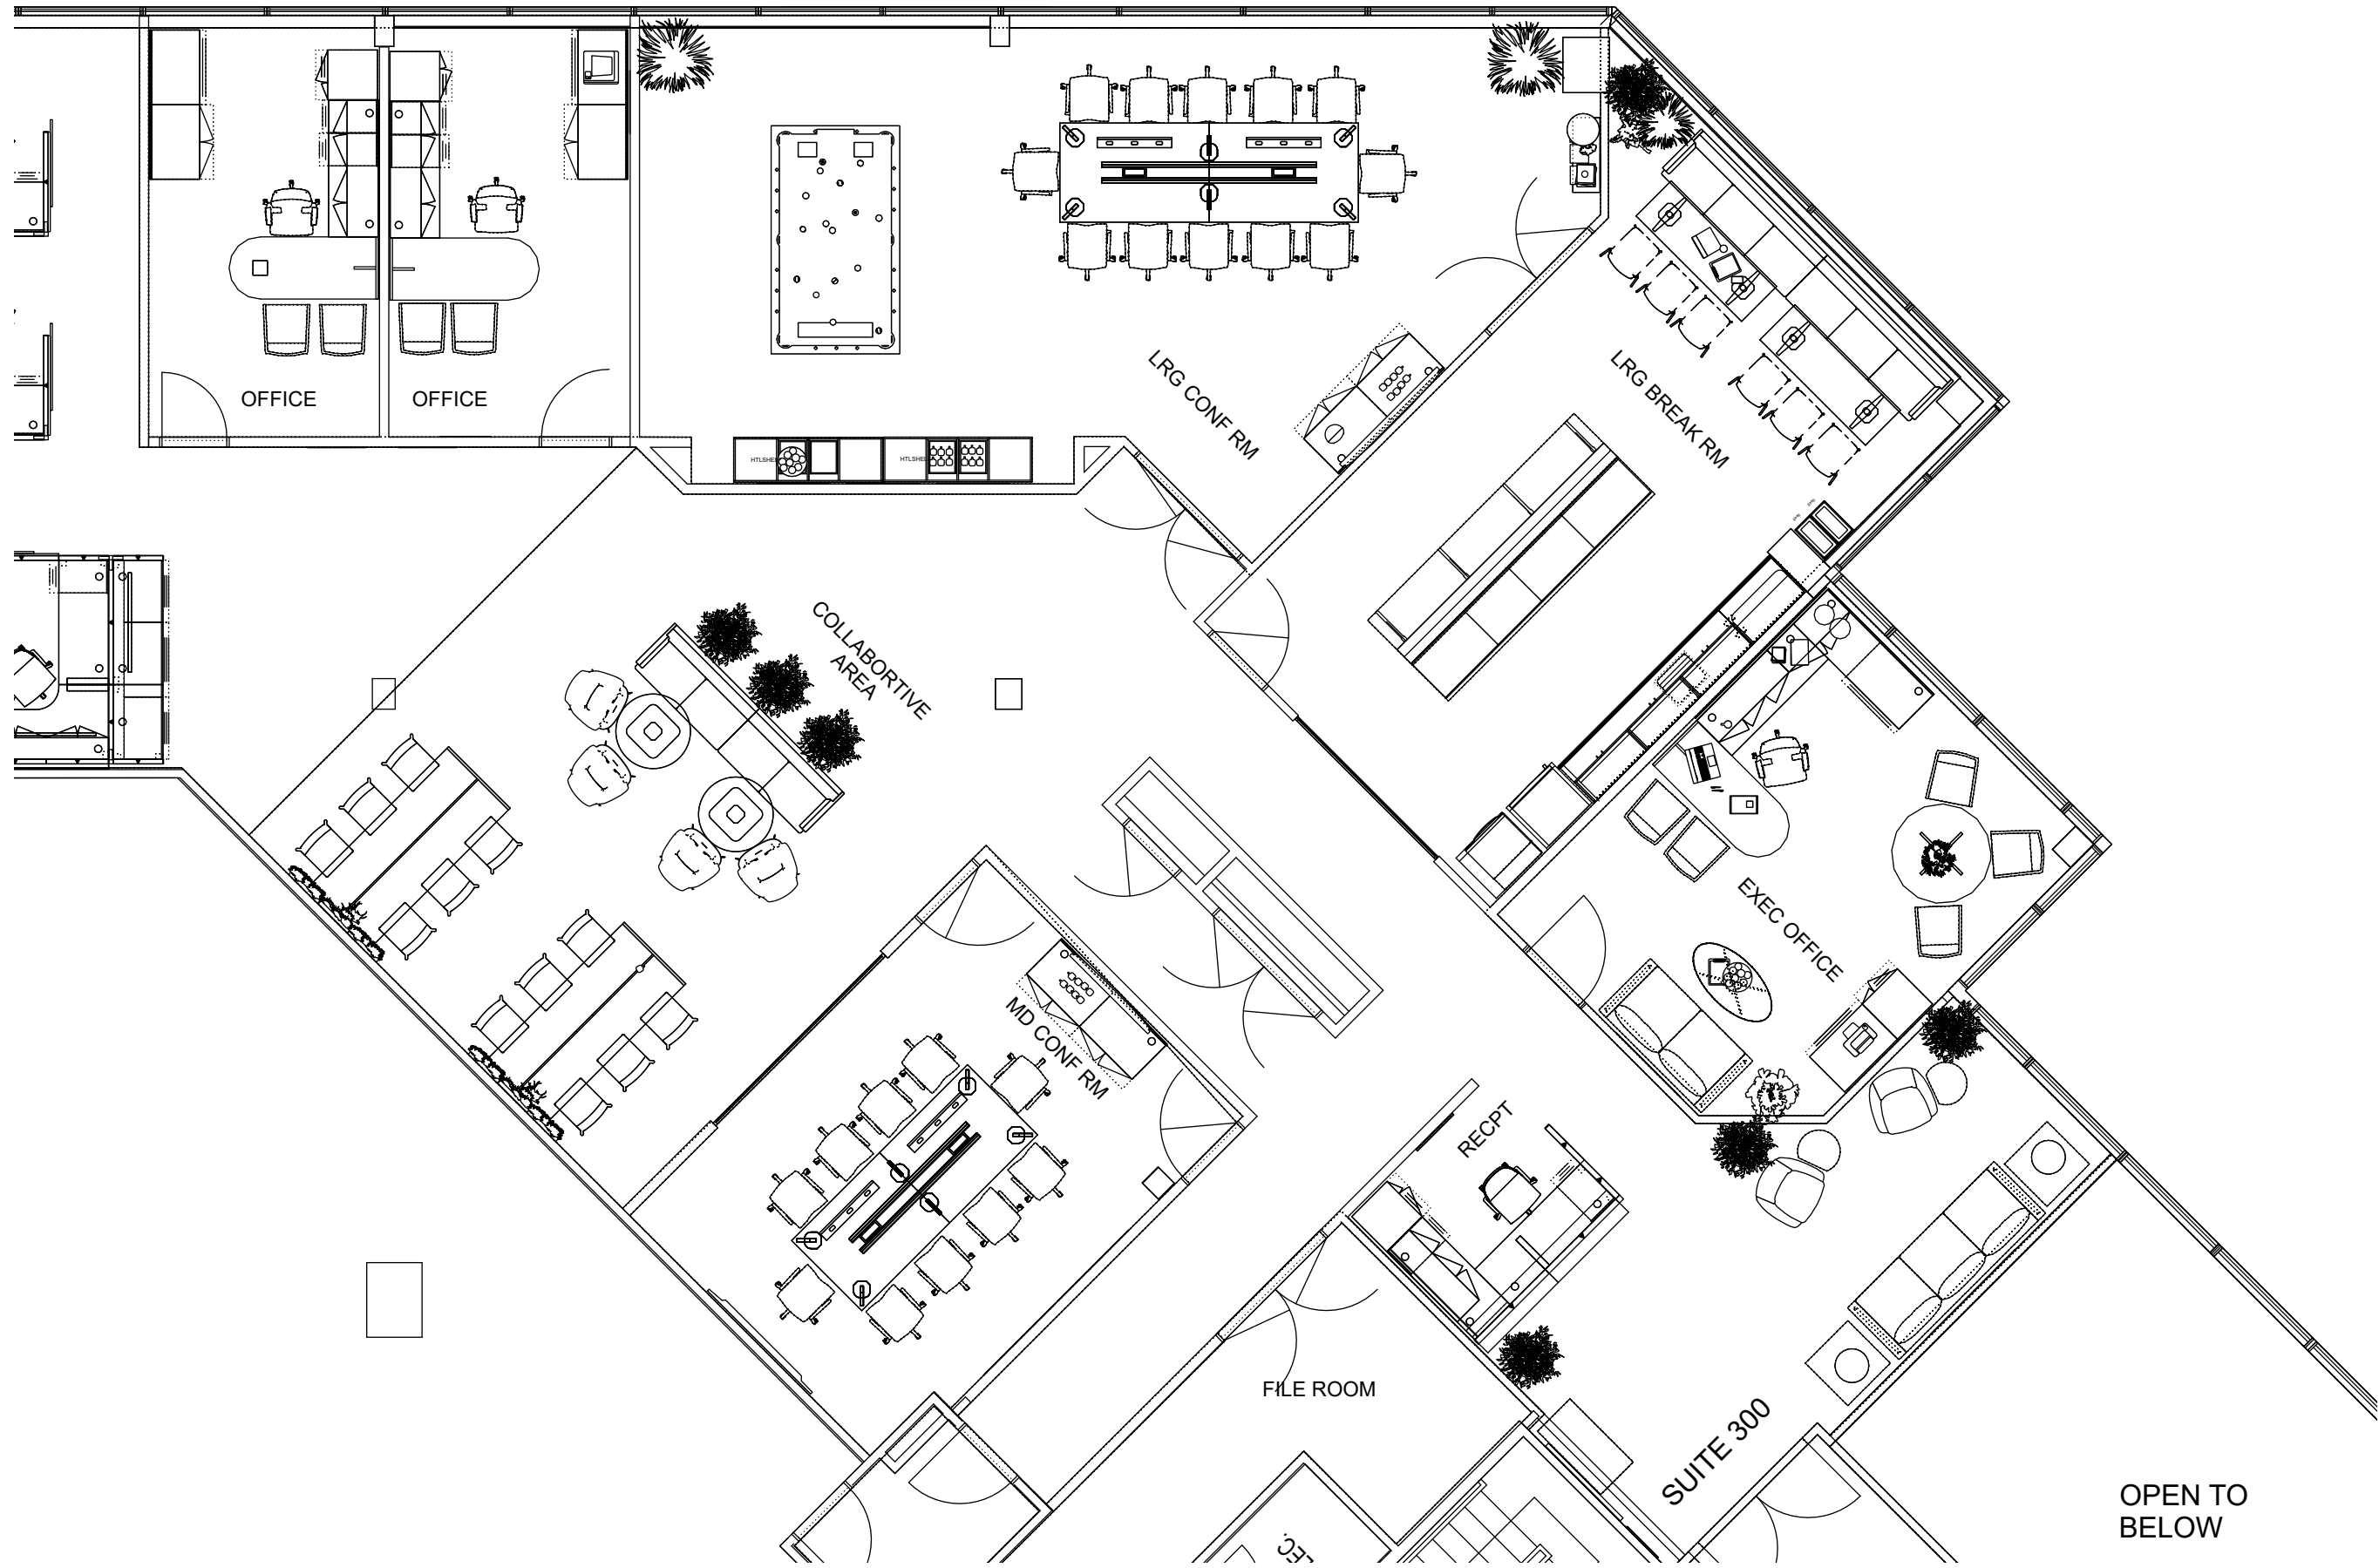 OFFICE
OFFICE
LRG CONF RM
LRG BREAK RM
COLLABORTIVE
AREA
EXEC OFFICE
MD CONF RM
RECPT
FILE ROOM
SUITE 300
OPEN TO
BELOW